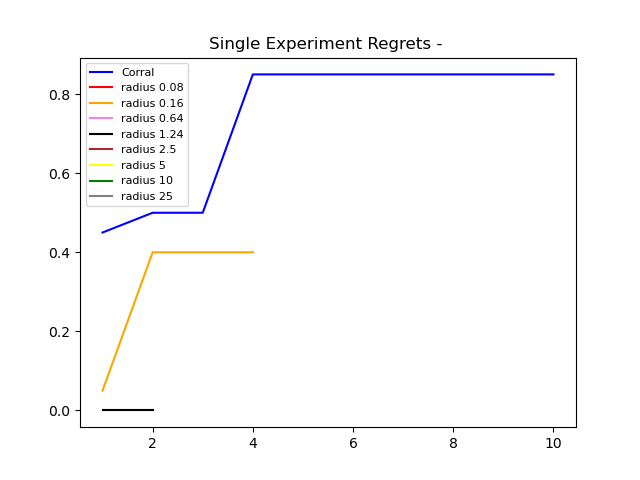 Single Experiment Regrets -
Corral
radius 0.08
radius 0.16
radius 0.64
radius 1.24
radius 2.5
radius 5
radius 10
radius 25
0.8
0.6
0.4
0.2
0.0
2 4 6 8 10